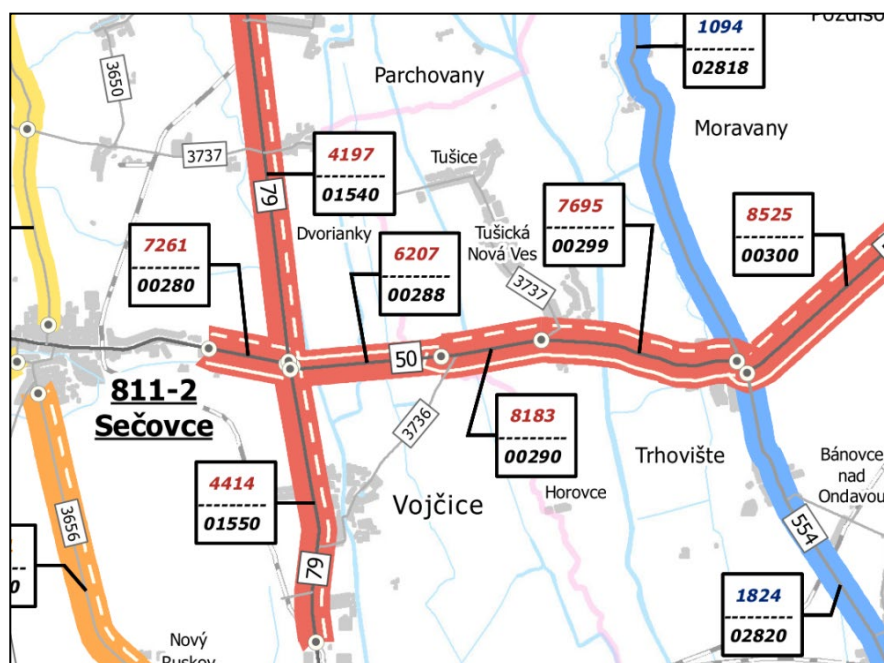 1094
02818
3650
Parchovany
Moravany
3737
4197
01540
Tušice
79
7261
00280
Dvorianky
6207
00288
Tušická
Nová Ves
7695
00299
8525
00300
3737
50
811-2
Sečovce
3736
8183
00290
Trhovište
4414
01550
Vojčice
Horovce
Bánovce
nad
Ondavou
3656
554
79
1824
02820
Nový